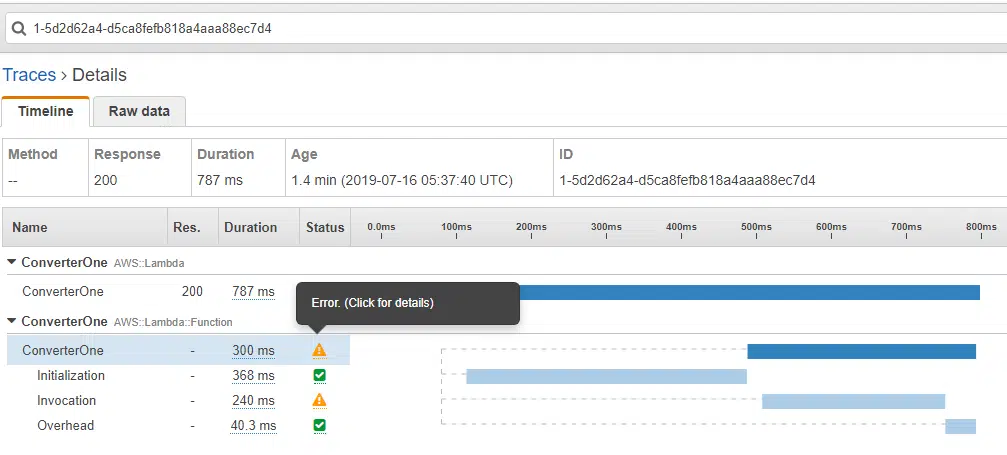 1-5d2d62a4-d5ca8fefb818a4aaa88ec7d4
Traces › Details
Timeline Raw data
Method Response Duration Age ID
-- 200 787 ms 1.4 min (2019-07-16 05:37:40 UTC) 1-5d2d62a4-d5ca8fefb818a4aaa88ec7d4
Name Res. Duration Status 0.0ms 100ms 200ms 300ms 400ms 500ms 600ms 700ms 800ms
ConverterOne AWS::Lambda
ConverterOne 200 787 ms
Error. (Click for details)
ConverterOne AWS::Lambda::Function
ConverterOne - 300 ms
Initialization - 368 ms
Invocation - 240 ms
Overhead - 40.3 ms